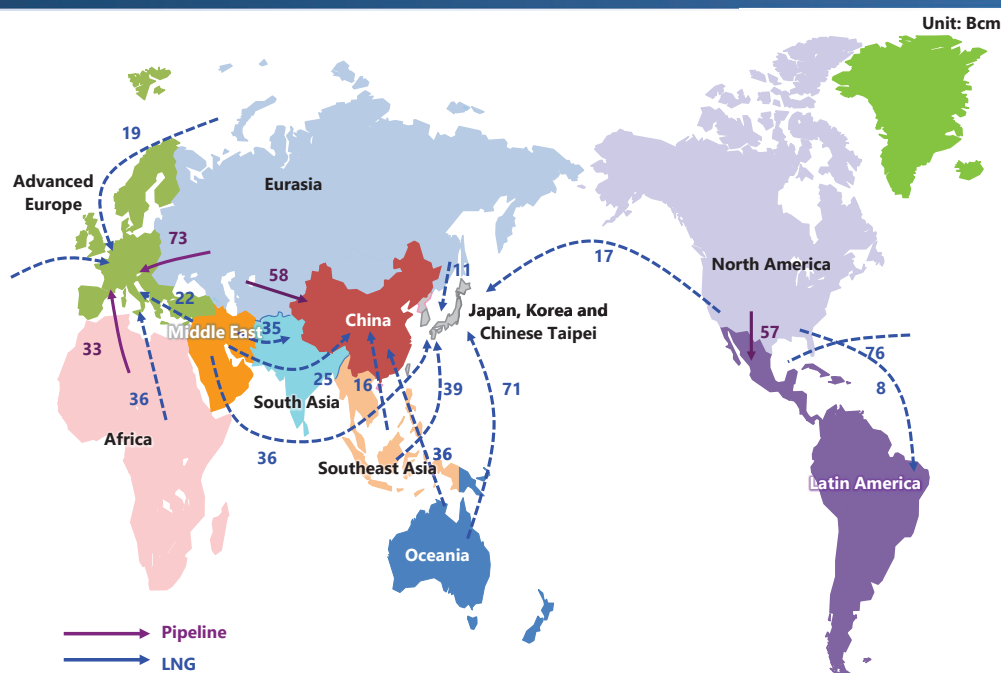 Unit: Bcm
19
Advanced
Europe
Eurasia
73
17
North America
58
11
22
Japan, Korea and
Chinese Taipei
China
Middle East
35
57
33
76
25
16
39
71
8
South Asia
36
Africa
36
36
Southeast Asia
Latin America
Oceania
Pipeline
LNG